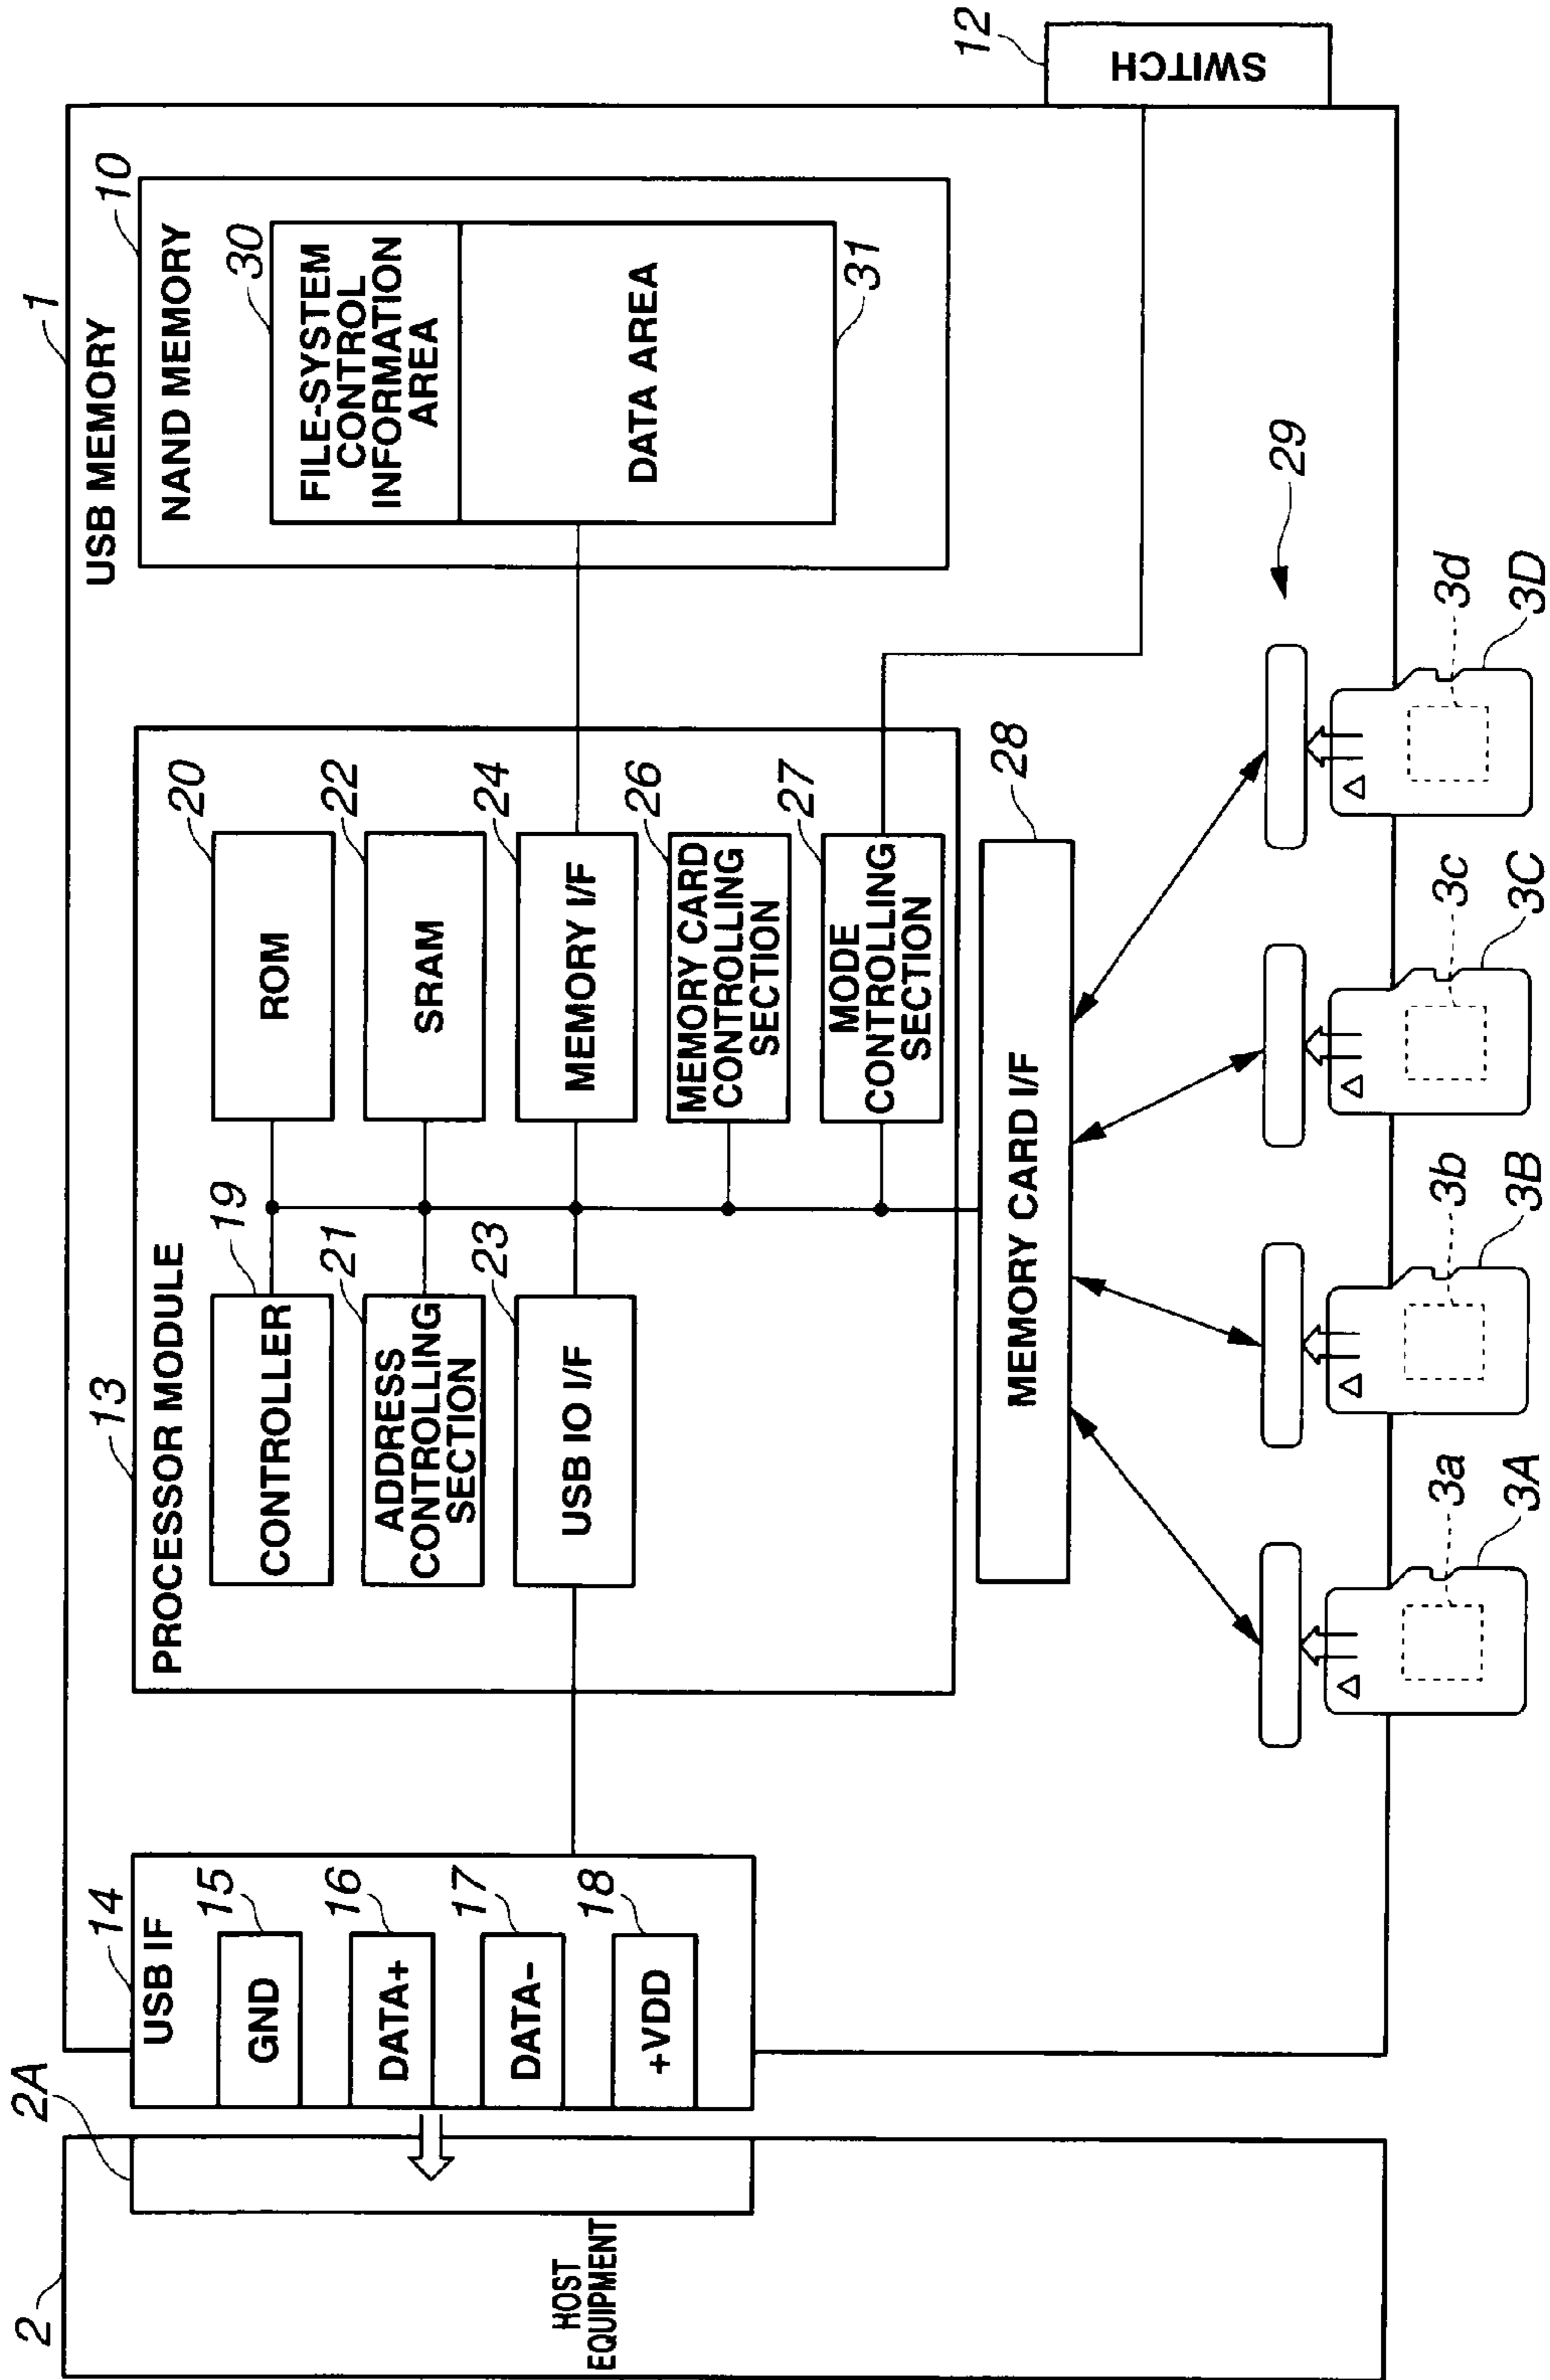 1
USB MEMORY
2
2A
HOST
EQUIPMENT
14
USB IF
GND
15
DATA+
16
DATA-
17
+VDD
18
13
PROCESSOR MODULE
CONTROLLER
19
ROM
20
ADDRESS
CONTROLLING
SECTION
21
SRAM
22
USB IO I/F
23
MEMORY I/F
24
MEMORY CARD
CONTROLLING
SECTION
26
MODE
CONTROLLING
SECTION
27
MEMORY CARD I/F
28
NAND MEMORY
10
FILE-SYSTEM
CONTROL
INFORMATION
AREA
30
DATA AREA
31
SWITCH
12
29
3a
3A
3b
3B
3c
3C
3d
3D